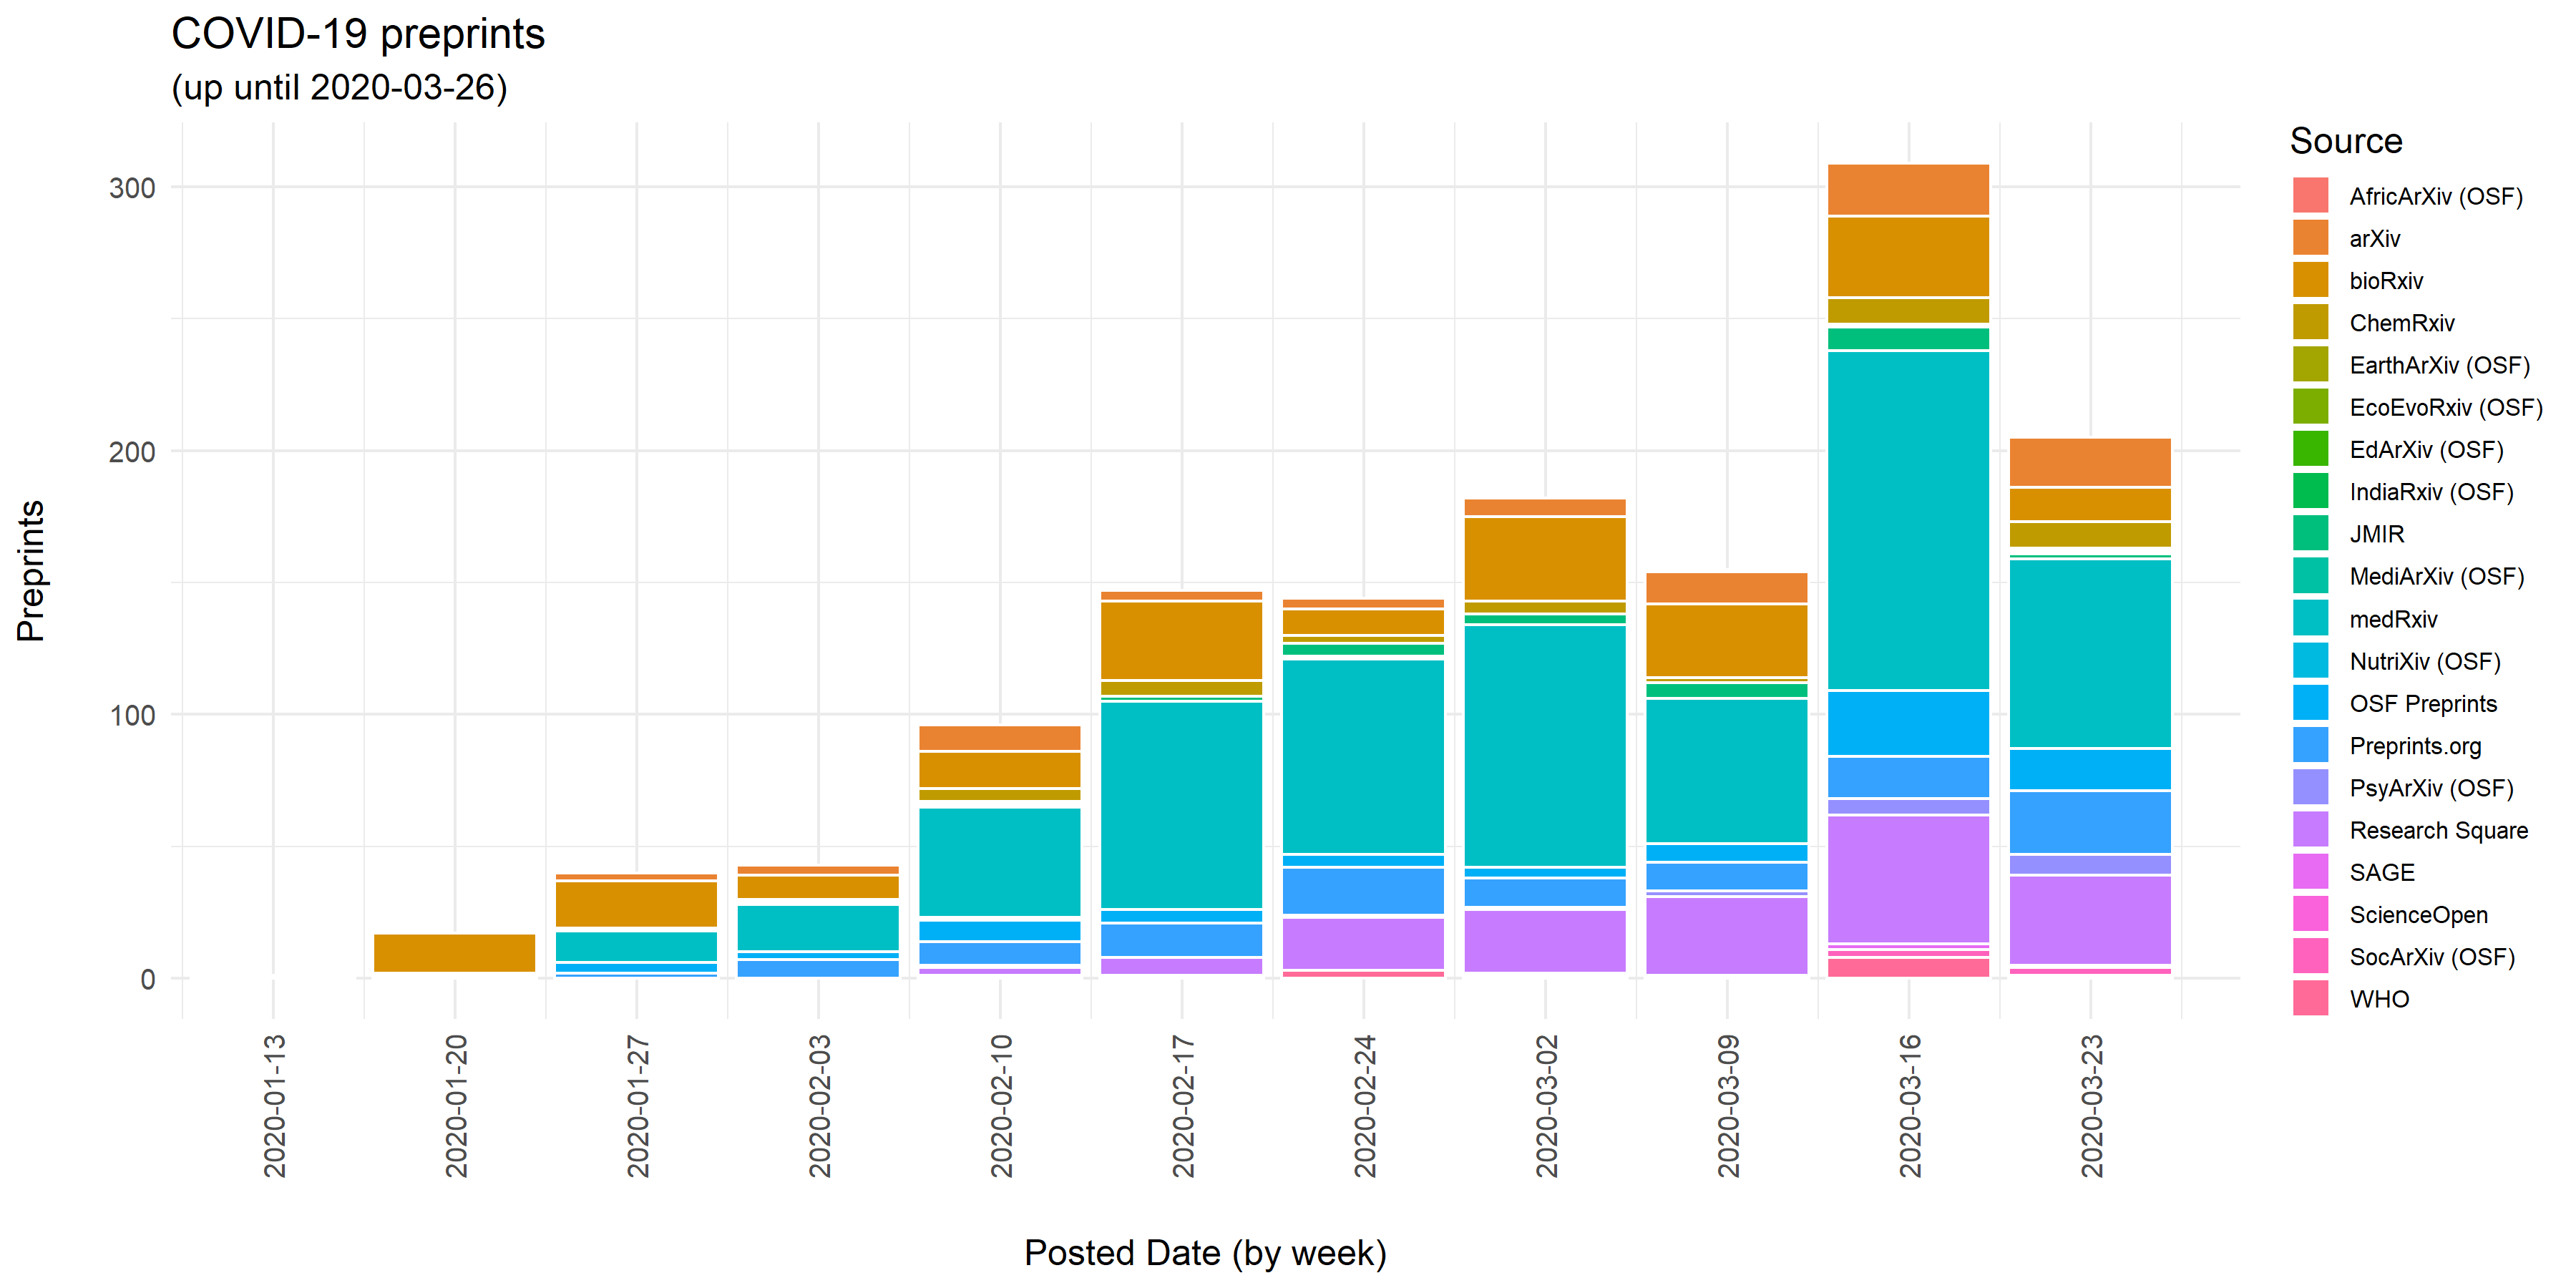 COVID-19 preprints
(up until 2020-03-26)
Preprints
300
200
100
0
2020-01-13
2020-01-20
2020-01-27
2020-02-03
2020-02-10
2020-02-17
2020-02-24
2020-03-02
2020-03-09
2020-03-16
2020-03-23
Posted Date (by week)
Source
AfricArXiv (OSF)
arXiv
bioRxiv
ChemRxiv
EarthArXiv (OSF)
EcoEvoRxiv (OSF)
EdArXiv (OSF)
IndiaRxiv (OSF)
JMIR
MediArXiv (OSF)
medRxiv
NutriXiv (OSF)
OSF Preprints
Preprints.org
PsyArXiv (OSF)
Research Square
SAGE
ScienceOpen
SocArXiv (OSF)
WHO